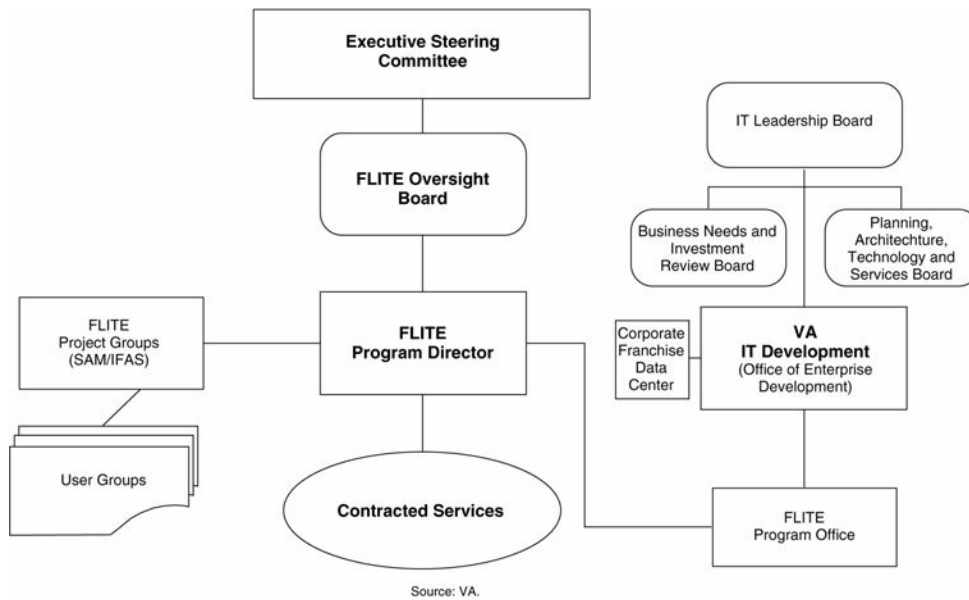 Executive Steering
Committee
IT Leadership Board
FLITE Oversight
Board
Business Needs and
Investment
Review Board
Planning,
Architechture,
Technology and
Services Board
FLITE
Project Groups
(SAM/IFAS)
FLITE
Program Director
Corporate
Franchise
Data
Center
VA
IT Development
(Office of Enterprise
Development)
User Groups
Contracted Services
FLITE
Program Office
Source: VA.